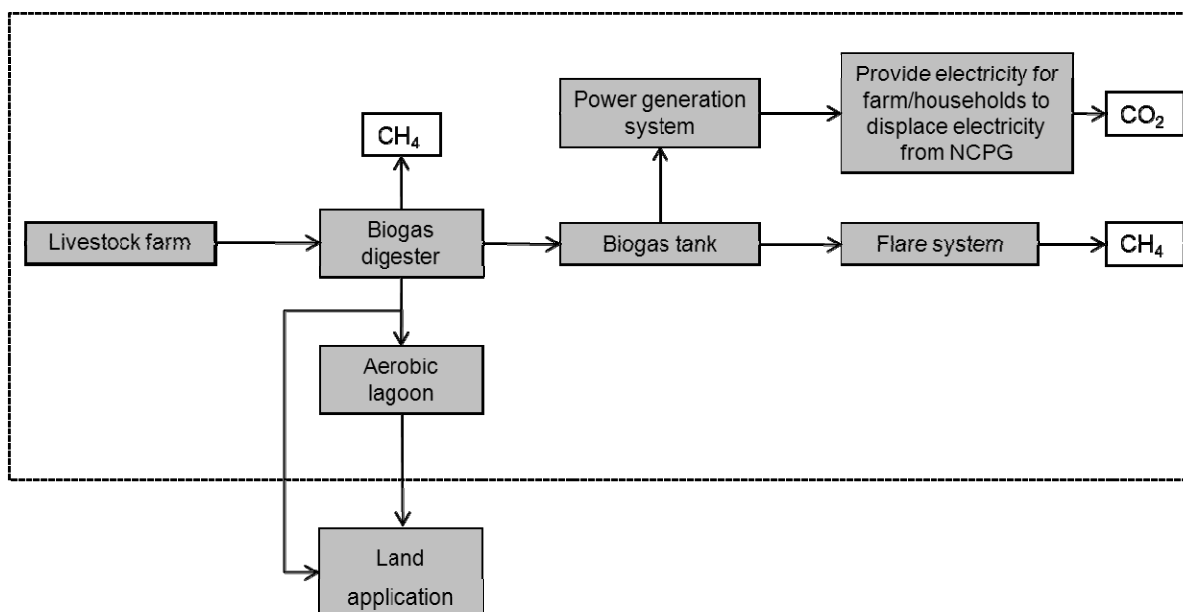 Provide electricity for
farm/households to
displace electricity
from NCPG
Power generation
system
CO₂
CH₄
Livestock farm
Biogas
digester
Biogas tank
Flare system
CH₄
Aerobic
lagoon
Land
application